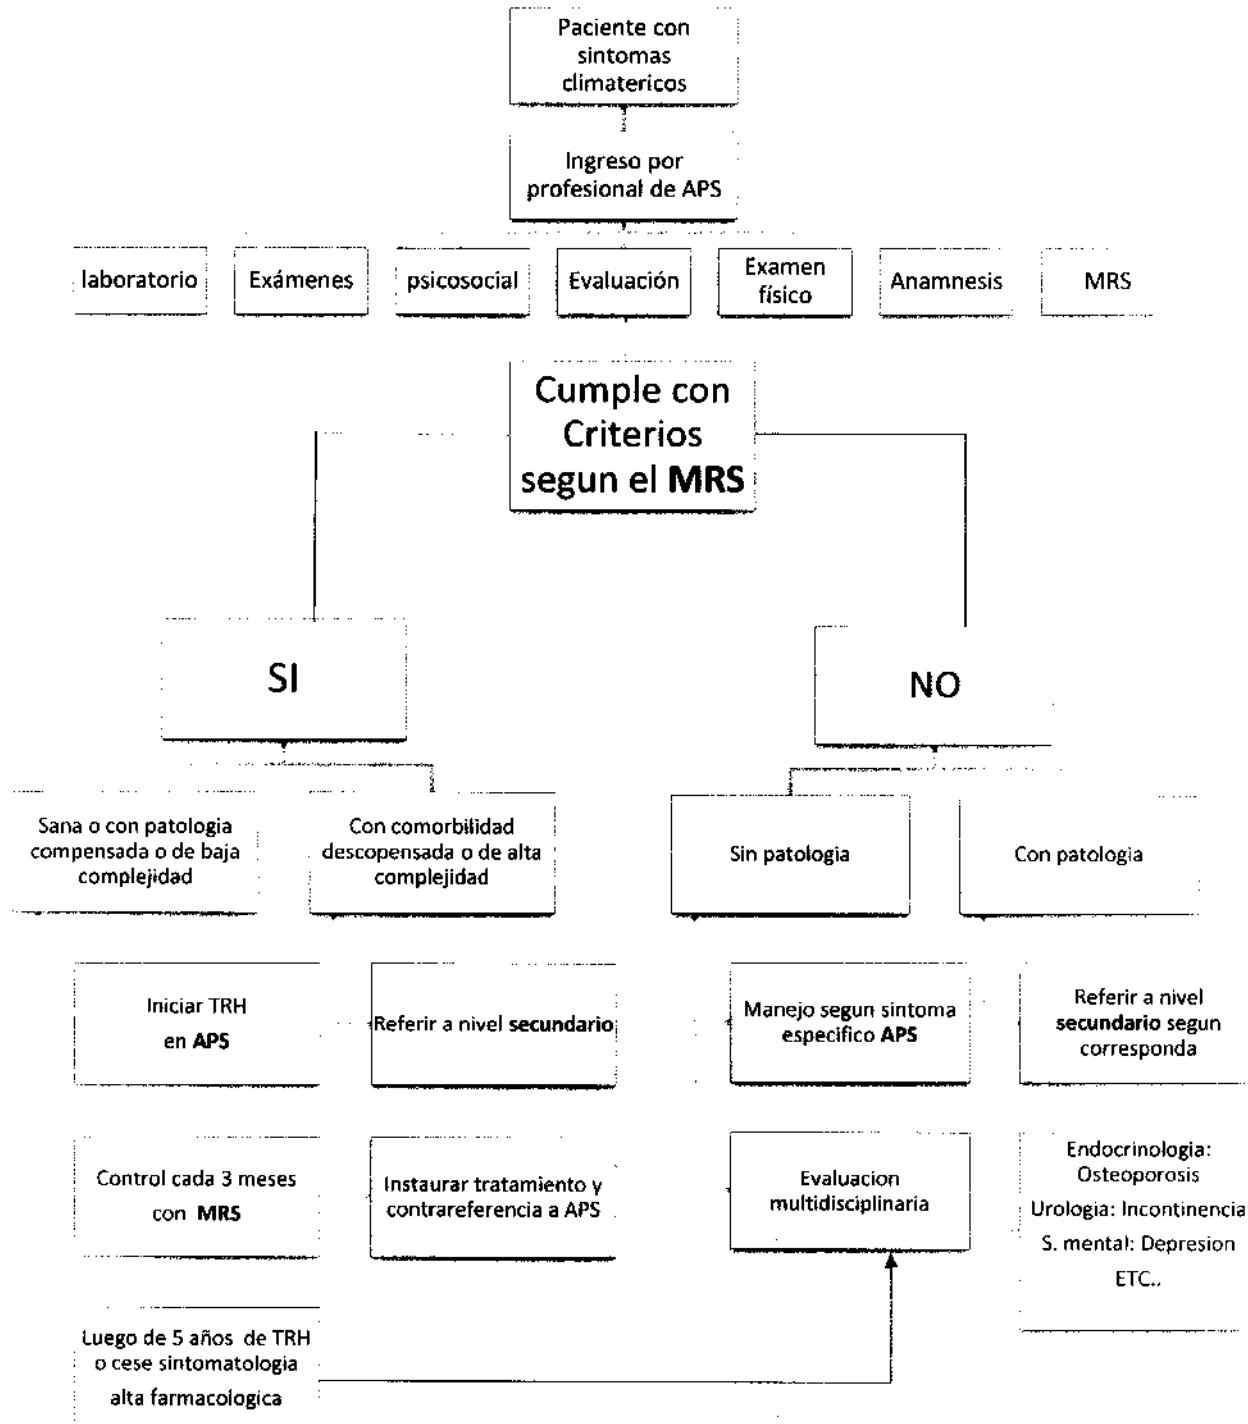 Paciente con
sintomas
climatericos
Ingreso por
profesional de APS
laboratorio
Exámenes
psicosocial
Evaluación
Examen
físico
Anamnesis
MRS
Cumple con
Criterios
segun el MRS
SI
NO
Sana o con patologia
compensada o de baja
complejidad
Con comorbilidad
descopensada o de alta
complejidad
Sin patologia
Con patologia
Iniciar TRH
en APS
Referir a nivel secundario
Manejo segun sintoma
especifico APS
Referir a nivel
secundario segun
corresponda
Control cada 3 meses
con MRS
Instaurar tratamiento y
contrareferencia a APS
Evaluacion
multidisciplinaria
Endocrinologia:
Osteoporosis
Urologia: Incontinencia
S. mental: Depresion
ETC..
Luego de 5 años de TRH
o cese sintomatologia
alta farmacologica